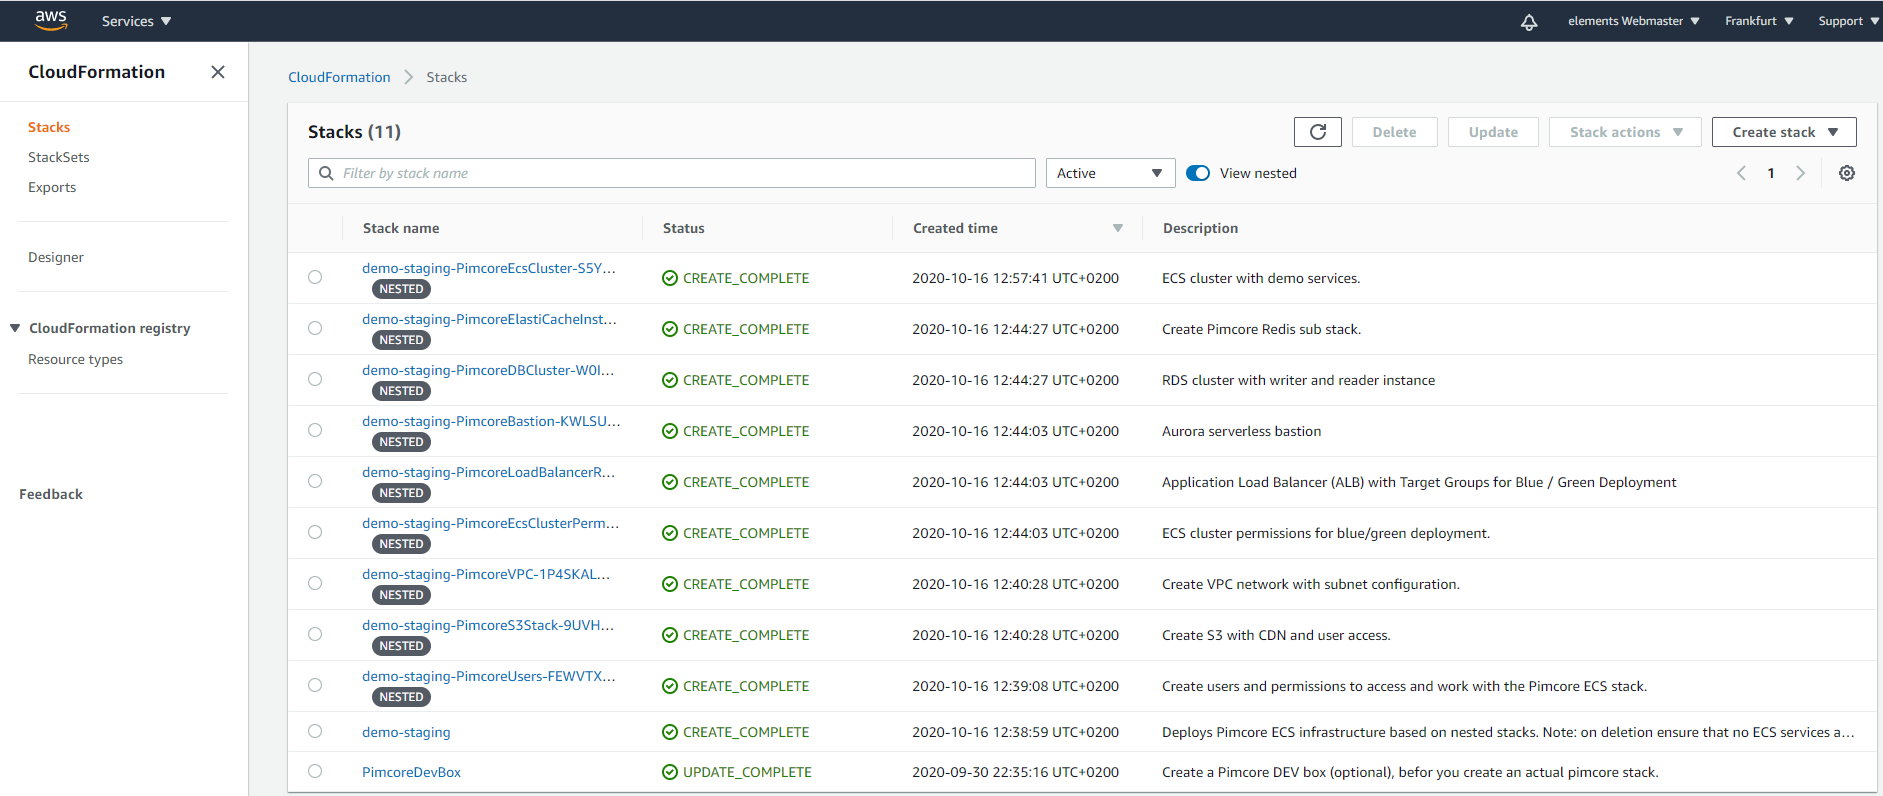 aws
Services
elements Webmaster
Frankfurt
Support
CloudFormation
Stacks
StackSets
Exports
Designer
CloudFormation registry
Resource types
Feedback
CloudFormation
Stacks
Stacks (11)
Delete
Update
Stack actions
Create stack
Filter by stack name
Active
View nested
1
Stack name Status Created time Description
demo-staging-PimcoreEcsCluster-S5Y...
NESTED
CREATE_COMPLETE
2020-10-16 12:57:41 UTC+0200
ECS cluster with demo services.
demo-staging-PimcoreElastiCacheInst...
NESTED
CREATE_COMPLETE
2020-10-16 12:44:27 UTC+0200
Create Pimcore Redis sub stack.
demo-staging-PimcoreDBCluster-W0I...
NESTED
CREATE_COMPLETE
2020-10-16 12:44:27 UTC+0200
RDS cluster with writer and reader instance
demo-staging-PimcoreBastion-KWLSU...
NESTED
CREATE_COMPLETE
2020-10-16 12:44:03 UTC+0200
Aurora serverless bastion
demo-staging-PimcoreLoadBalancerR...
NESTED
CREATE_COMPLETE
2020-10-16 12:44:03 UTC+0200
Application Load Balancer (ALB) with Target Groups for Blue / Green Deployment
demo-staging-PimcoreEcsClusterPerm...
NESTED
CREATE_COMPLETE
2020-10-16 12:44:03 UTC+0200
ECS cluster permissions for blue/green deployment.
demo-staging-PimcoreVPC-1P4SKAL...
NESTED
CREATE_COMPLETE
2020-10-16 12:40:28 UTC+0200
Create VPC network with subnet configuration.
demo-staging-PimcoreS3Stack-9UVH...
NESTED
CREATE_COMPLETE
2020-10-16 12:40:28 UTC+0200
Create S3 with CDN and user access.
demo-staging-PimcoreUsers-FEWVTX...
NESTED
CREATE_COMPLETE
2020-10-16 12:39:08 UTC+0200
Create users and permissions to access and work with the Pimcore ECS stack.
demo-staging
CREATE_COMPLETE
2020-10-16 12:38:59 UTC+0200
Deploys Pimcore ECS infrastructure based on nested stacks. Note: on deletion ensure that no ECS services a...
PimcoreDevBox
UPDATE_COMPLETE
2020-09-30 22:35:16 UTC+0200
Create a Pimcore DEV box (optional), befor you create an actual pimcore stack.